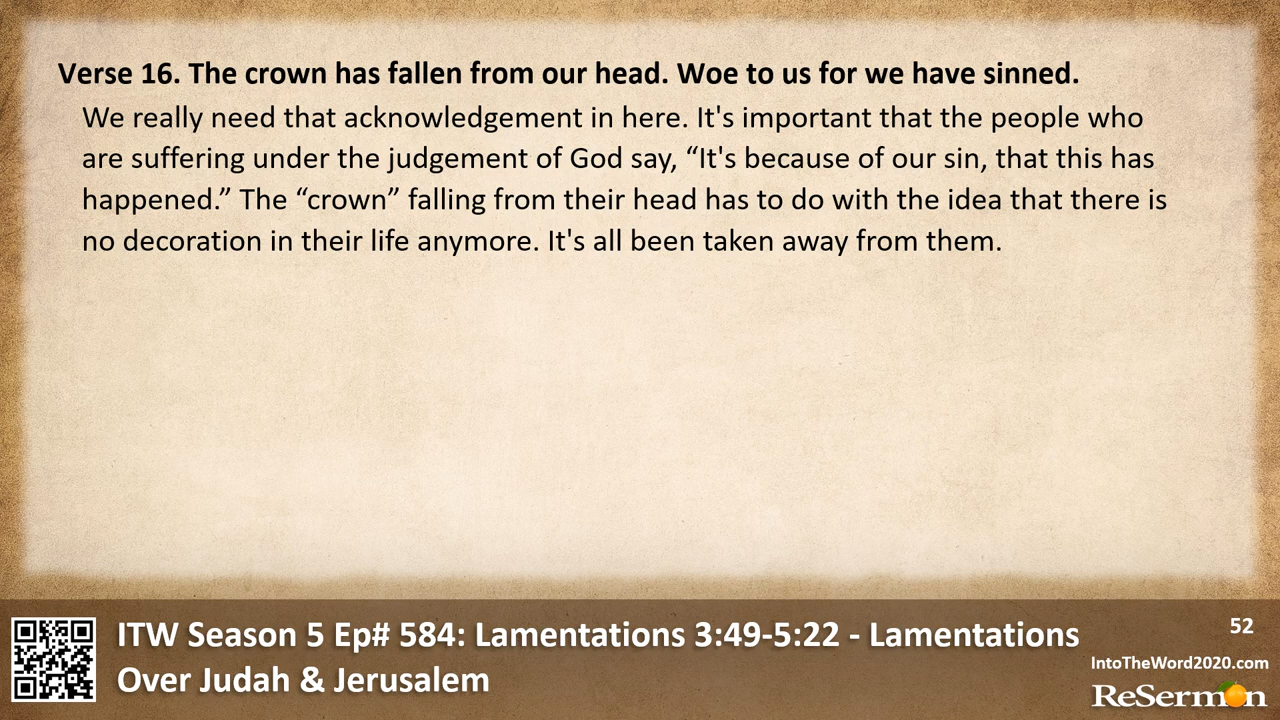 Verse 16. The crown has fallen from our head. Woe to us for we have sinned.
We really need that acknowledgement in here. It's important that the people who
are suffering under the judgement of God say, “It's because of our sin, that this has
happened.” The “crown” falling from their head has to do with the idea that there is
no decoration in their life anymore. It's all been taken away from them.
ITW Season 5 Ep# 584: Lamentations 3:49-5:22 - Lamentations
Over Judah & Jerusalem
52
IntoTheWord2020.com
ReSermon